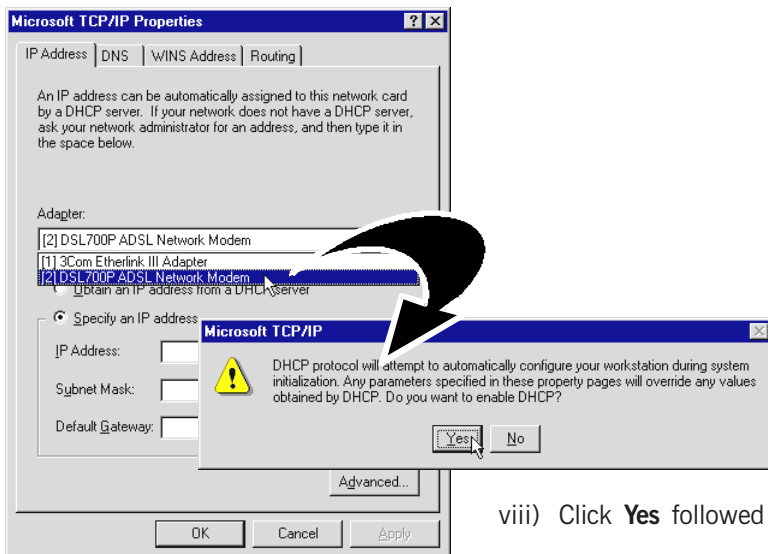 Microsoft TCP/IP Properties
IP Address
DNS
WINS Address
Routing
An IP address can be automatically assigned to this network card
by a DHCP server. If your network does not have a DHCP server,
ask your network administrator for an address, and then type it in
the space below.
Adapter:
[2] DSL700P ADSL Network Modem
[1] 3Com Etherlink III Adapter
[2] DSL700P ADSL Network Modem
Obtain an IP address from a DHCP server
Specify an IP address
IP Address:
Subnet Mask:
Default Gateway:
Advanced...
OK
Cancel
Apply
Microsoft TCP/IP
DHCP protocol will attempt to automatically configure your workstation during system
initialization. Any parameters specified in these property pages will override any values
obtained by DHCP. Do you want to enable DHCP?
Yes
No
viii) Click Yes followed